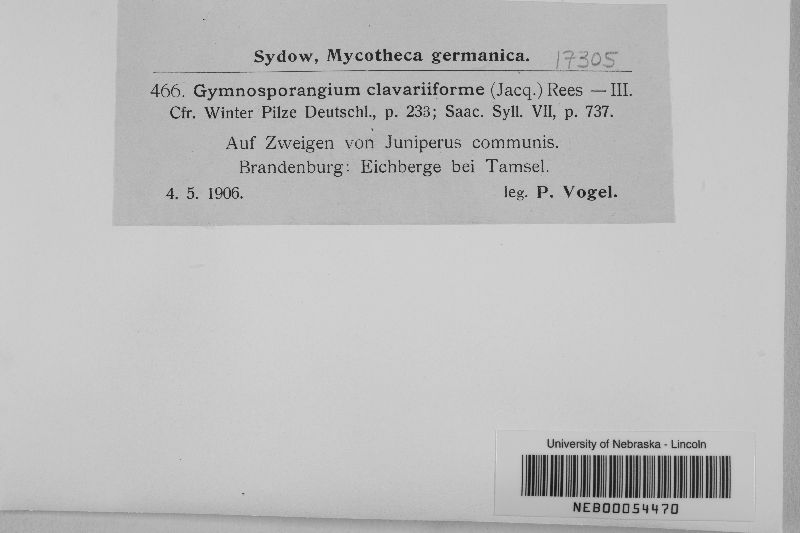 Sydow, Mycotheca germanica. 17305
466. Gymnosporangium clavariiforme (Jacq.) Rees — III.
Cfr. Winter Pilze Deutschl., p. 233; Saac. Syll. VII, p. 737.
Auf Zweigen von Juniperus communis.
Brandenburg: Eichberge bei Tamsel.
4. 5. 1906. leg. P. Vogel.
University of Nebraska - Lincoln
NEB00054470